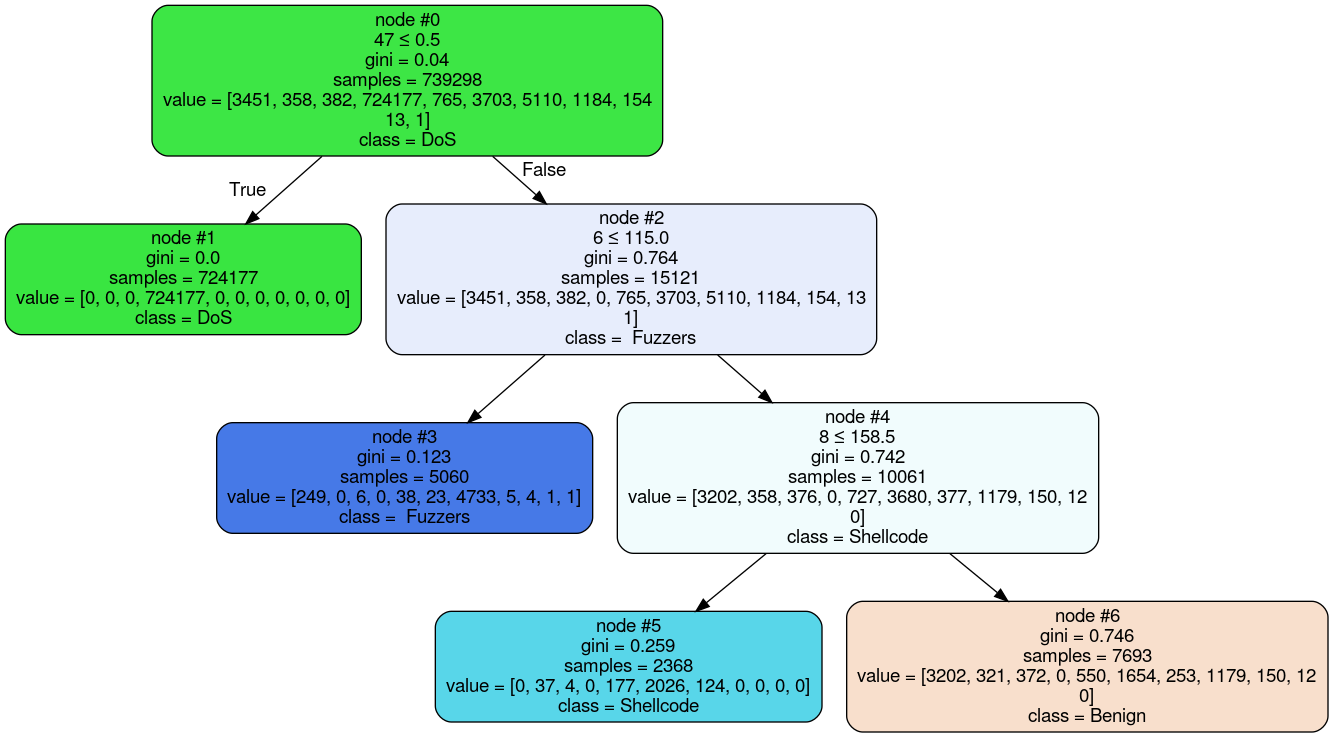 node #0
47 ≤ 0.5
gini = 0.04
samples = 739298
value = [3451, 358, 382, 724177, 765, 3703, 5110, 1184, 154
13, 1]
class = DoS
True
False
node #1
gini = 0.0
samples = 724177
value = [0, 0, 0, 724177, 0, 0, 0, 0, 0, 0, 0]
class = DoS
node #2
6 ≤ 115.0
gini = 0.764
samples = 15121
value = [3451, 358, 382, 0, 765, 3703, 5110, 1184, 154, 13
1]
class =  Fuzzers
node #3
gini = 0.123
samples = 5060
value = [249, 0, 6, 0, 38, 23, 4733, 5, 4, 1, 1]
class =  Fuzzers
node #4
8 ≤ 158.5
gini = 0.742
samples = 10061
value = [3202, 358, 376, 0, 727, 3680, 377, 1179, 150, 12
0]
class = Shellcode
node #5
gini = 0.259
samples = 2368
value = [0, 37, 4, 0, 177, 2026, 124, 0, 0, 0, 0]
class = Shellcode
node #6
gini = 0.746
samples = 7693
value = [3202, 321, 372, 0, 550, 1654, 253, 1179, 150, 12
0]
class = Benign